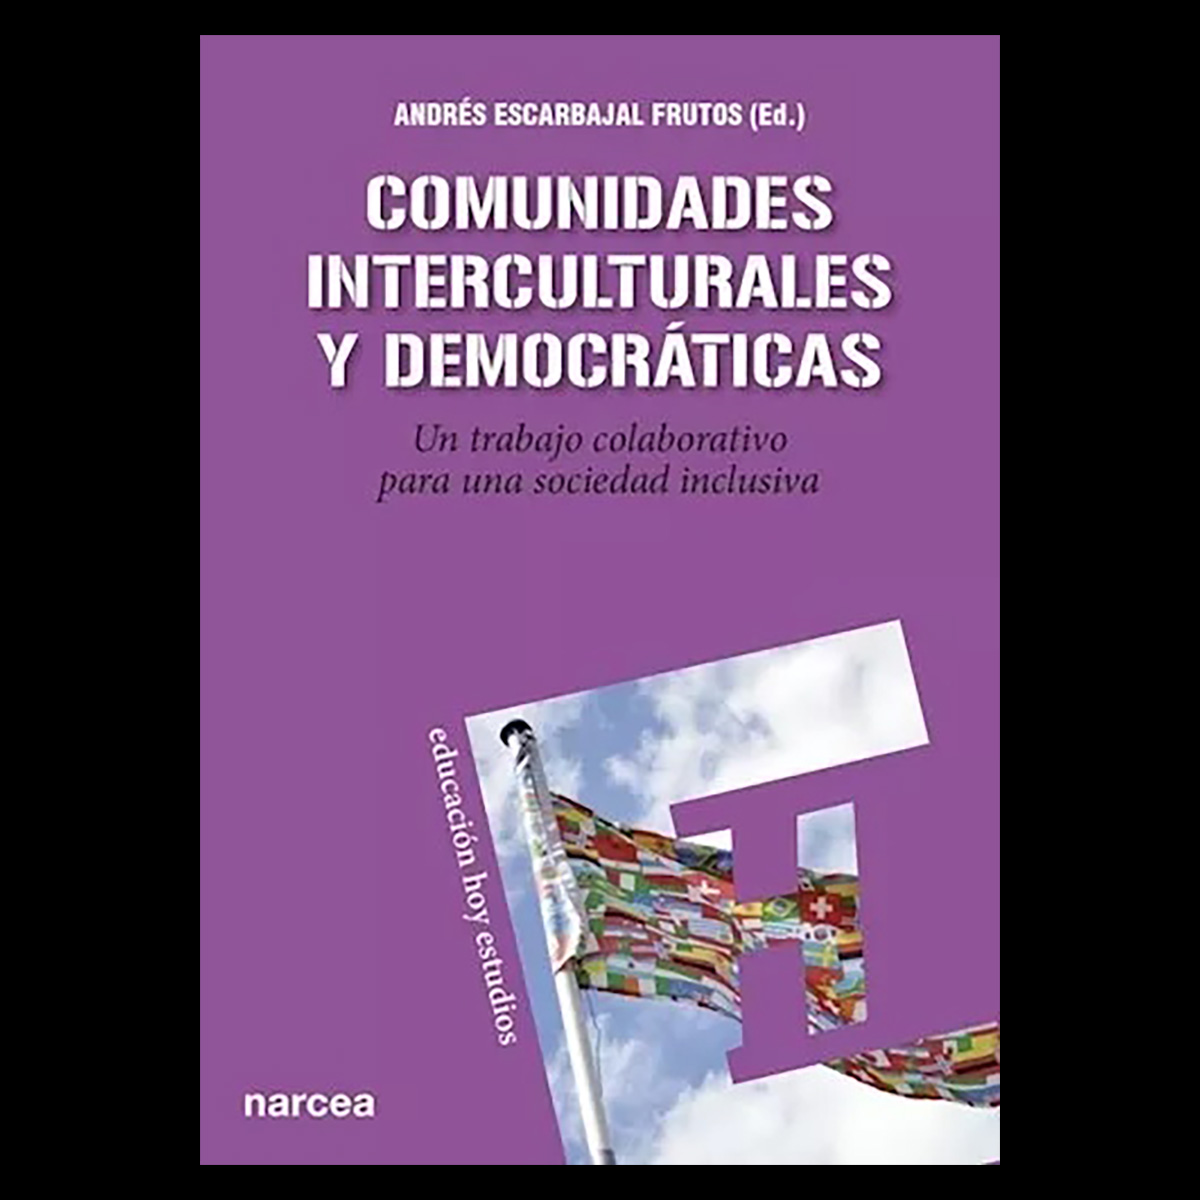 ANDRÉS ESCARBAJAL FRUTOS (Ed.)
COMUNIDADES
INTERCULTURALES
Y DEMOCRÁTICAS
Un trabajo colaborativo
para una sociedad inclusiva
educación hoy estudios
narcea